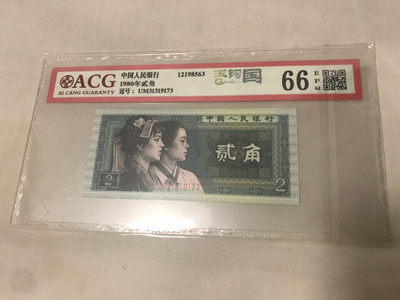 ACG
AI CANG GUARANTY
中国人民银行 12198563
1980年贰角
冠号：UM31319173
玉钩国
66 EPQ
中国人民银行
贰角
2
2